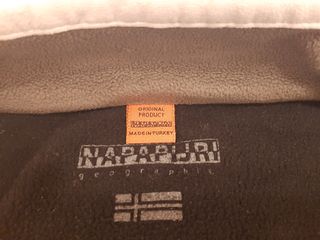 ORIGINAL
PRODUCT
MADE IN TURKEY
NAPAPIJRI
geographic